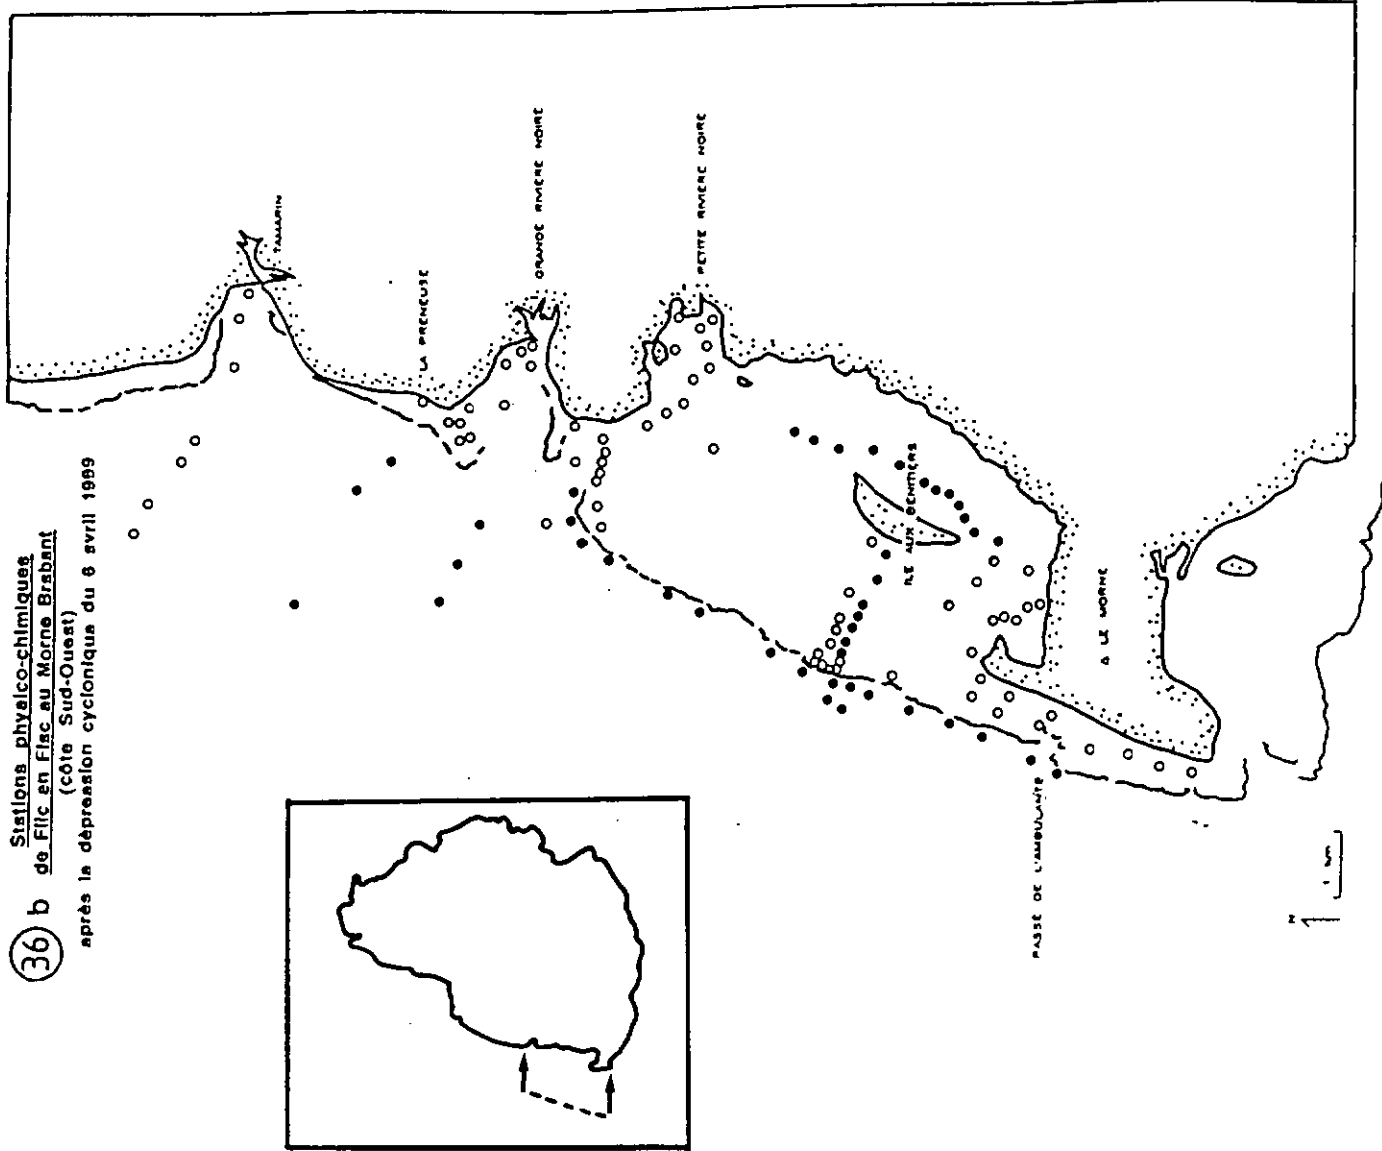 36 b Stations physico-chimiques
de Flic en Flac au Morne Brabant
(côte Sud-Ouest)
après la dépression cyclonique du 6 avril 1989
TAMARIN
LA PRENEUSE
GRANDE RIVIERE NOIRE
PETITE RIVIERE NOIRE
ILE AUX BENITIERS
Δ LE MORNE
PASSE DE L'AMBULANTE
N
1 km